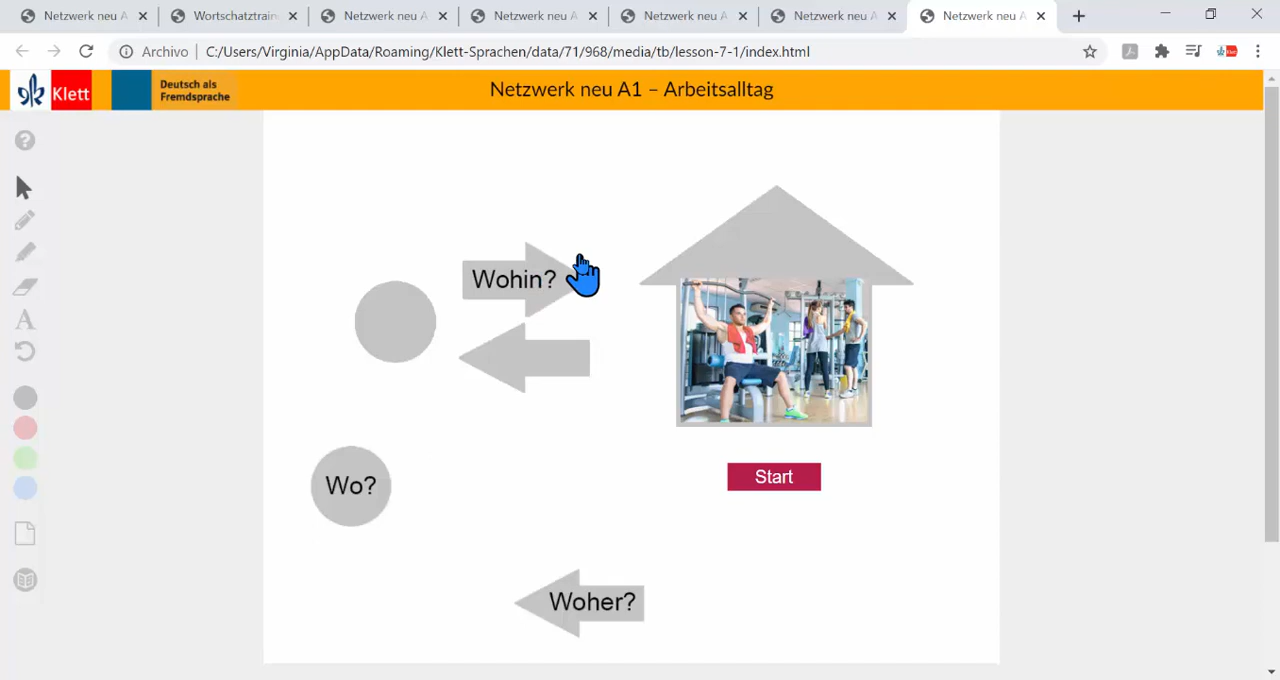 Netzwerk neu A
Wortschatztrain
Netzwerk neu A
Netzwerk neu A
Netzwerk neu A
Netzwerk neu A
Netzwerk neu A
Archivo C:/Users/Virginia/AppData/Roaming/Klett-Sprachen/data/71/968/media/tb/lesson-7-1/index.html
Klett
Deutsch als
Fremdsprache
Netzwerk neu A1 – Arbeitsalltag
Wohin?
Wo?
Start
Woher?
A